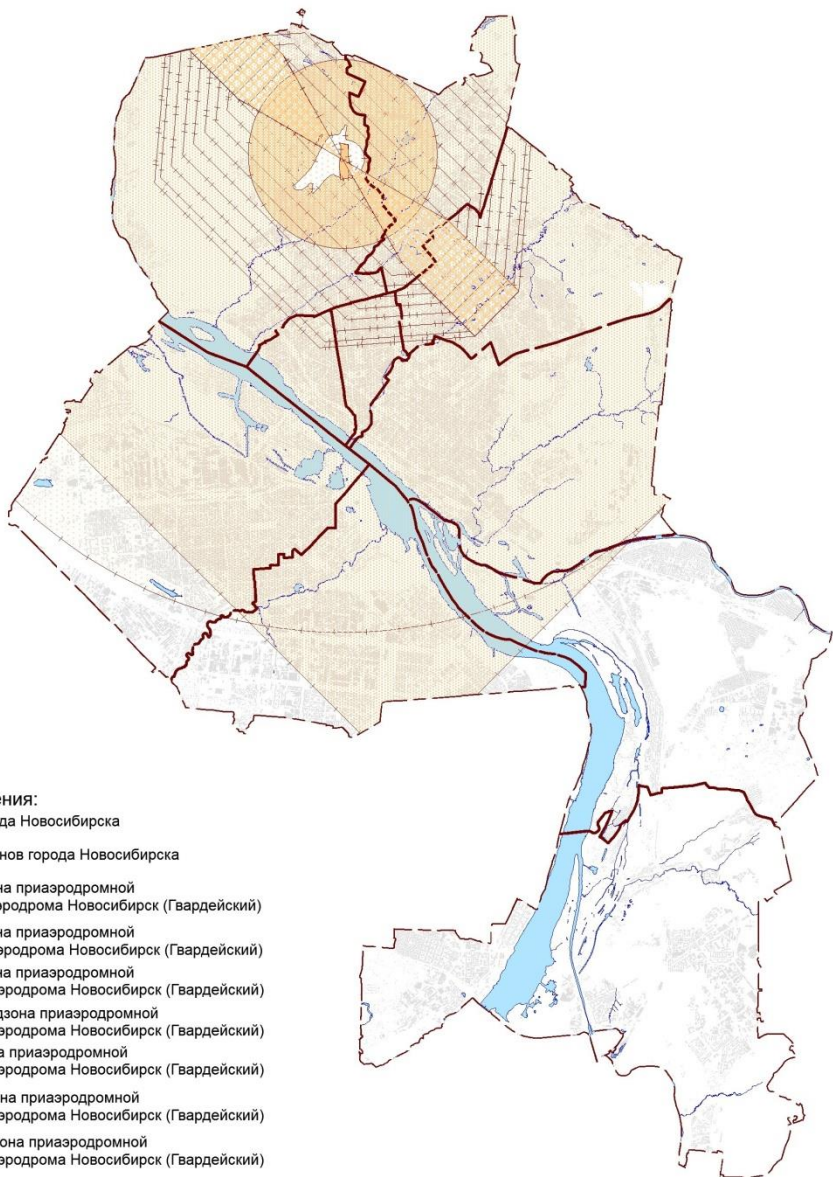 ения:
да Новосибирска
нов города Новосибирска
на приаэродромной
эродрома Новосибирск (Гвардейский)
на приаэродромной
эродрома Новосибирск (Гвардейский)
на приаэродромной
эродрома Новосибирск (Гвардейский)
дзона приаэродромной
эродрома Новосибирск (Гвардейский)
а приаэродромной
эродрома Новосибирск (Гвардейский)
на приаэродромной
эродрома Новосибирск (Гвардейский)
она приаэродромной
эродрома Новосибирск (Гвардейский)